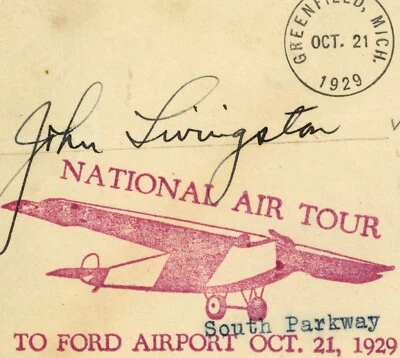 GREENFIELD, MICH.
OCT. 21
1929
John Livingston
NATIONAL AIR TOUR
South Parkway
TO FORD AIRPORT OCT. 21, 1929